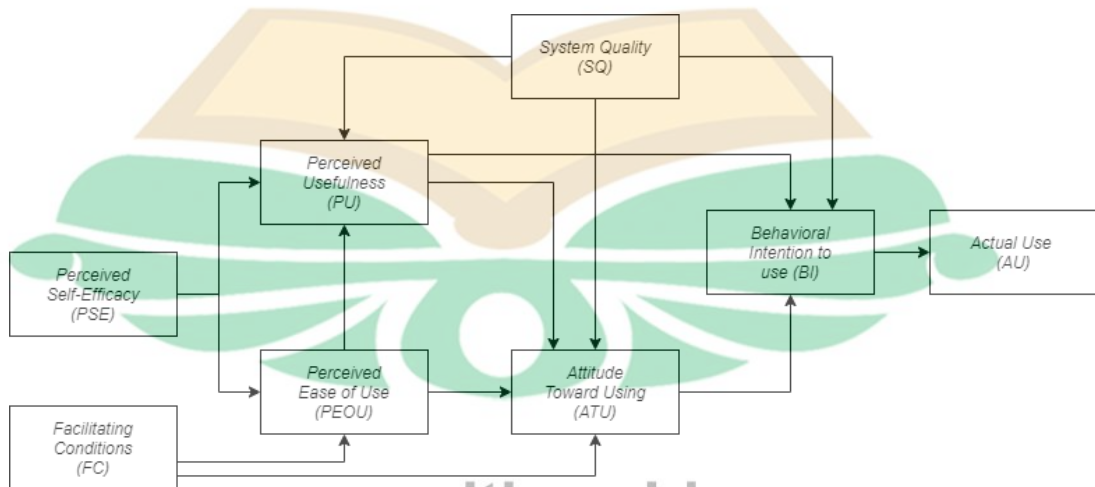 System Quality
(SQ)
Perceived
Usefulness
(PU)
Behavioral
Intention to
use (BI)
Actual Use
(AU)
Perceived
Self-Efficacy
(PSE)
Perceived
Ease of Use
(PEOU)
Attitude
Toward Using
(ATU)
Facilitating
Conditions
(FC)